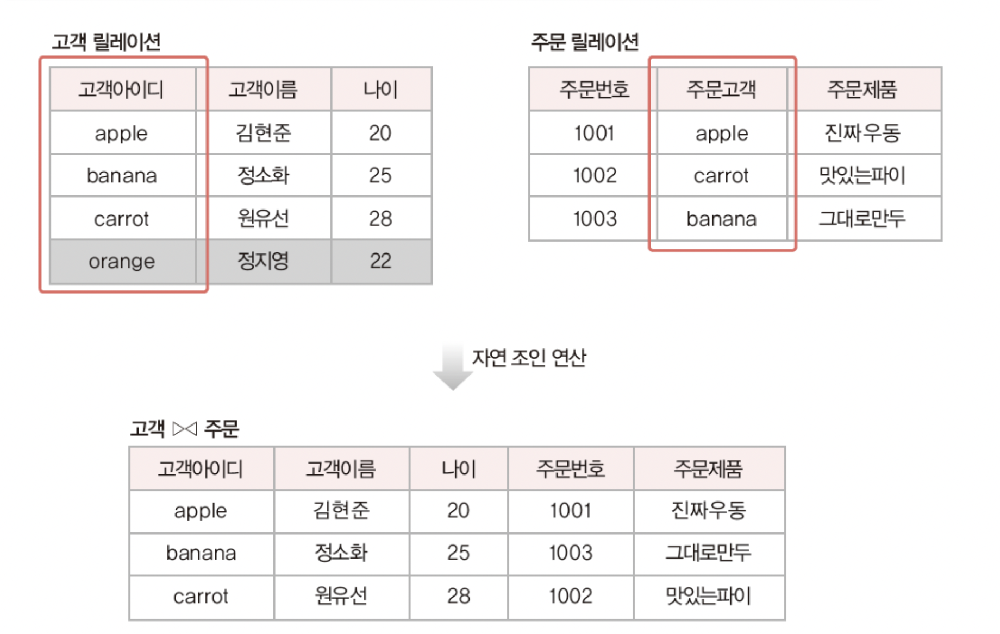 고객 릴레이션
고객아이디 고객이름 나이
apple 김현준 20
banana 정소화 25
carrot 원유선 28
orange 정지영 22
주문 릴레이션
주문번호 주문고객 주문제품
1001 apple 진짜우동
1002 carrot 맛있는파이
1003 banana 그대로만두
자연 조인 연산
고객 ▷◁ 주문
고객아이디 고객이름 나이 주문번호 주문제품
apple 김현준 20 1001 진짜우동
banana 정소화 25 1003 그대로만두
carrot 원유선 28 1002 맛있는파이